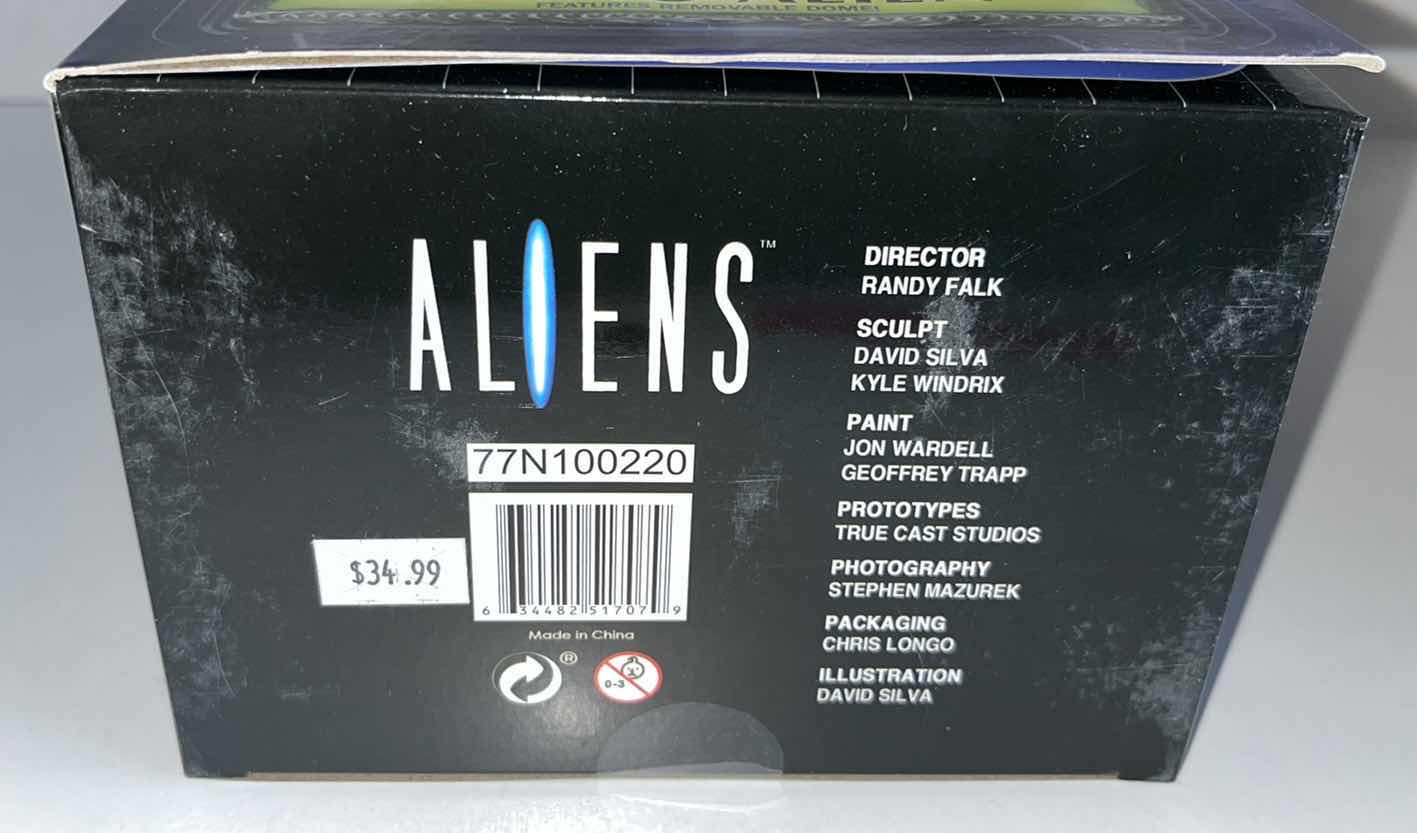 FEATURES REMOVABLE DOME!
ALIENS™
DIRECTOR
RANDY FALK
SCULPT
DAVID SILVA
KYLE WINDRIX
PAINT
JON WARDELL
GEOFFREY TRAPP
PROTOTYPES
TRUE CAST STUDIOS
PHOTOGRAPHY
STEPHEN MAZUREK
PACKAGING
CHRIS LONGO
ILLUSTRATION
DAVID SILVA
77N100220
$34.99
6 34482 51707 9
Made in China
®
0-3